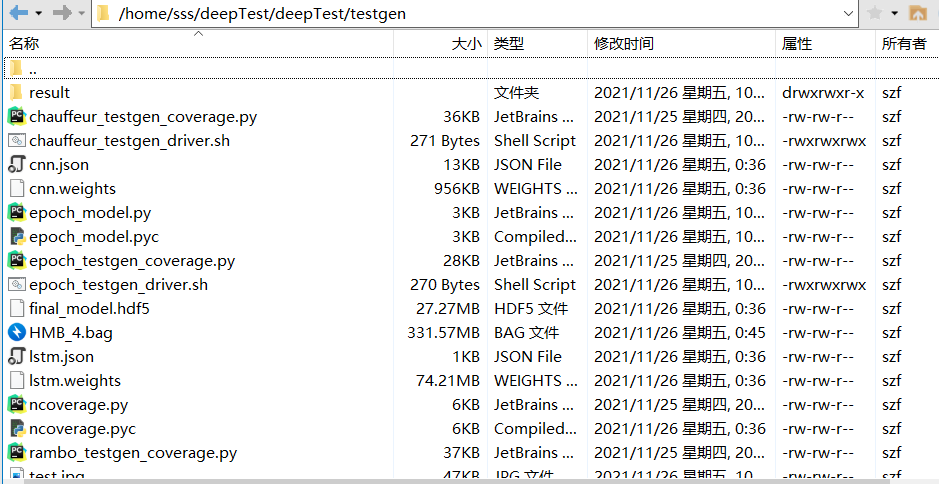 /home/sss/deepTest/deepTest/testgen
名称 大小 类型 修改时间 属性 所有者
..
result 文件夹 2021/11/26 星期五, 10... drwxrwxr-x szf
chauffeur_testgen_coverage.py 36KB JetBrains ... 2021/11/25 星期四, 20... -rw-rw-r-- szf
chauffeur_testgen_driver.sh 271 Bytes Shell Script 2021/11/26 星期五, 10... -rwxrwxrwx szf
cnn.json 13KB JSON File 2021/11/26 星期五, 0:36 -rw-rw-r-- szf
cnn.weights 956KB WEIGHTS ... 2021/11/26 星期五, 0:36 -rw-rw-r-- szf
epoch_model.py 3KB JetBrains ... 2021/11/26 星期五, 10... -rw-rw-r-- szf
epoch_model.pyc 3KB Compiled... 2021/11/26 星期五, 10... -rw-rw-r-- szf
epoch_testgen_coverage.py 28KB JetBrains ... 2021/11/25 星期四, 20... -rw-rw-r-- szf
epoch_testgen_driver.sh 270 Bytes Shell Script 2021/11/26 星期五, 10... -rwxrwxrwx szf
final_model.hdf5 27.27MB HDF5 文件 2021/11/26 星期五, 0:36 -rw-rw-r-- szf
HMB_4.bag 331.57MB BAG 文件 2021/11/26 星期五, 0:45 -rw-rw-r-- szf
lstm.json 1KB JSON File 2021/11/26 星期五, 0:36 -rw-rw-r-- szf
lstm.weights 74.21MB WEIGHTS ... 2021/11/26 星期五, 0:36 -rw-rw-r-- szf
ncoverage.py 6KB JetBrains ... 2021/11/25 星期四, 20... -rw-rw-r-- szf
ncoverage.pyc 6KB Compiled... 2021/11/26 星期五, 0:36 -rw-rw-r-- szf
rambo_testgen_coverage.py 37KB JetBrains ... 2021/11/25 星期四, 20... -rw-rw-r-- szf
test.jpg 47KB JPG 文件 2021/11/26 星期五, 10... -rw-rw-r-- szf